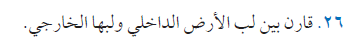 ٢٦. قارن بين لب الأرض الداخلي ولبها الخارجي.